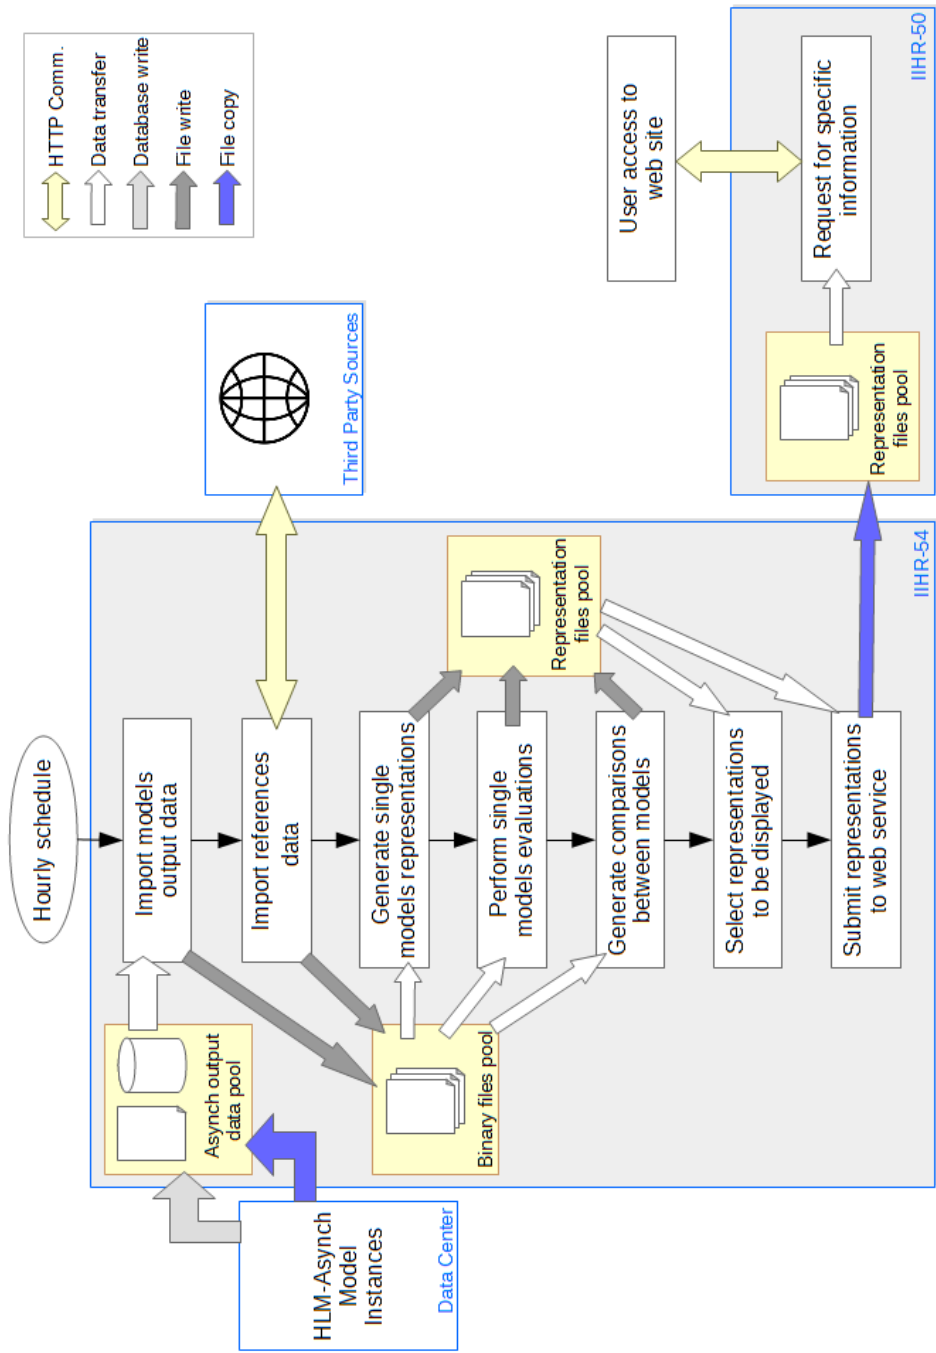 Hourly schedule
Import models
output data
Import references
data
Generate single
models representations
Perform single
models evaluations
Generate comparisons
between models
Select representations
to be displayed
Submit representations
to web service
Asynch output
data pool
Binary files pool
HLM-Asynch
Model
Instances
Data Center
Representation
files pool
IIHR-54
Third Party Sources
HTTP Comm.
Data transfer
Database write
File write
File copy
User access to
web site
Request for specific
information
Representation
files pool
IIHR-50